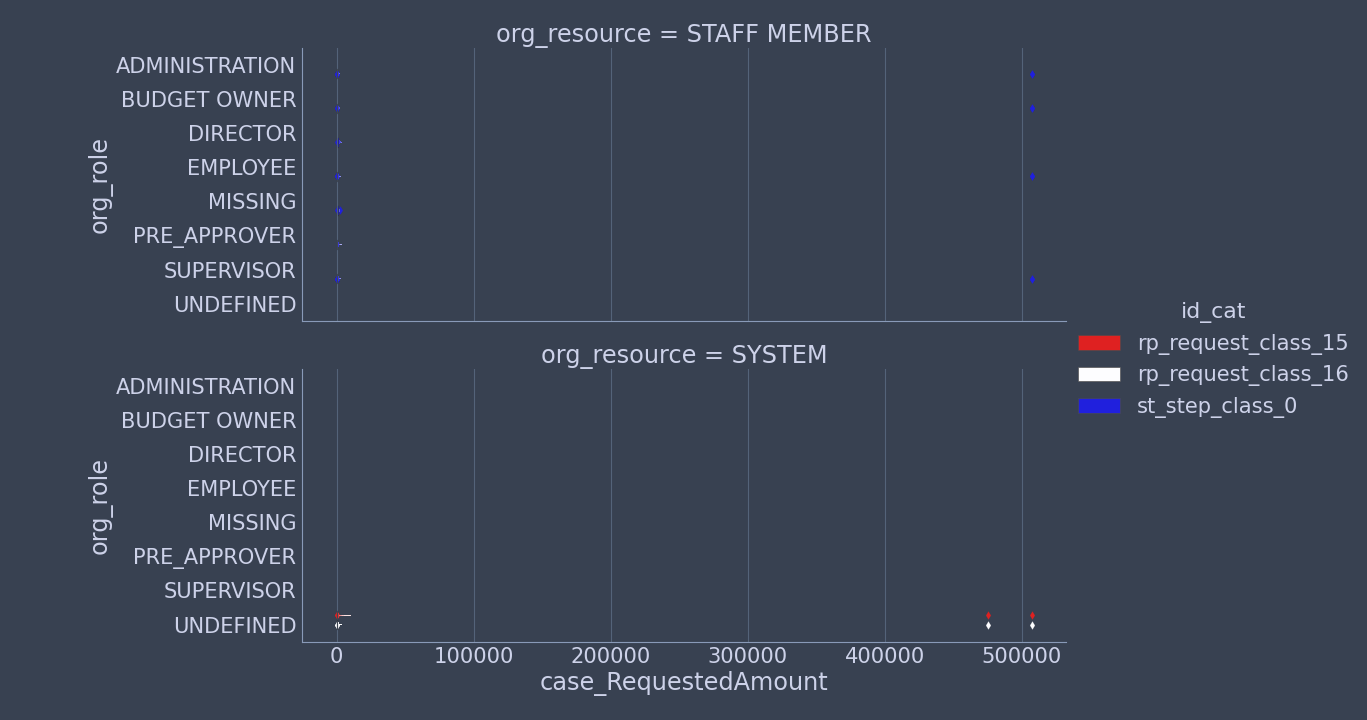 org_resource = STAFF MEMBER
ADMINISTRATION
BUDGET OWNER
DIRECTOR
EMPLOYEE
MISSING
PRE_APPROVER
SUPERVISOR
UNDEFINED
org_role
org_resource = SYSTEM
ADMINISTRATION
BUDGET OWNER
DIRECTOR
EMPLOYEE
MISSING
PRE_APPROVER
SUPERVISOR
UNDEFINED
org_role
0 100000 200000 300000 400000 500000
case_RequestedAmount
id_cat
rp_request_class_15
rp_request_class_16
st_step_class_0